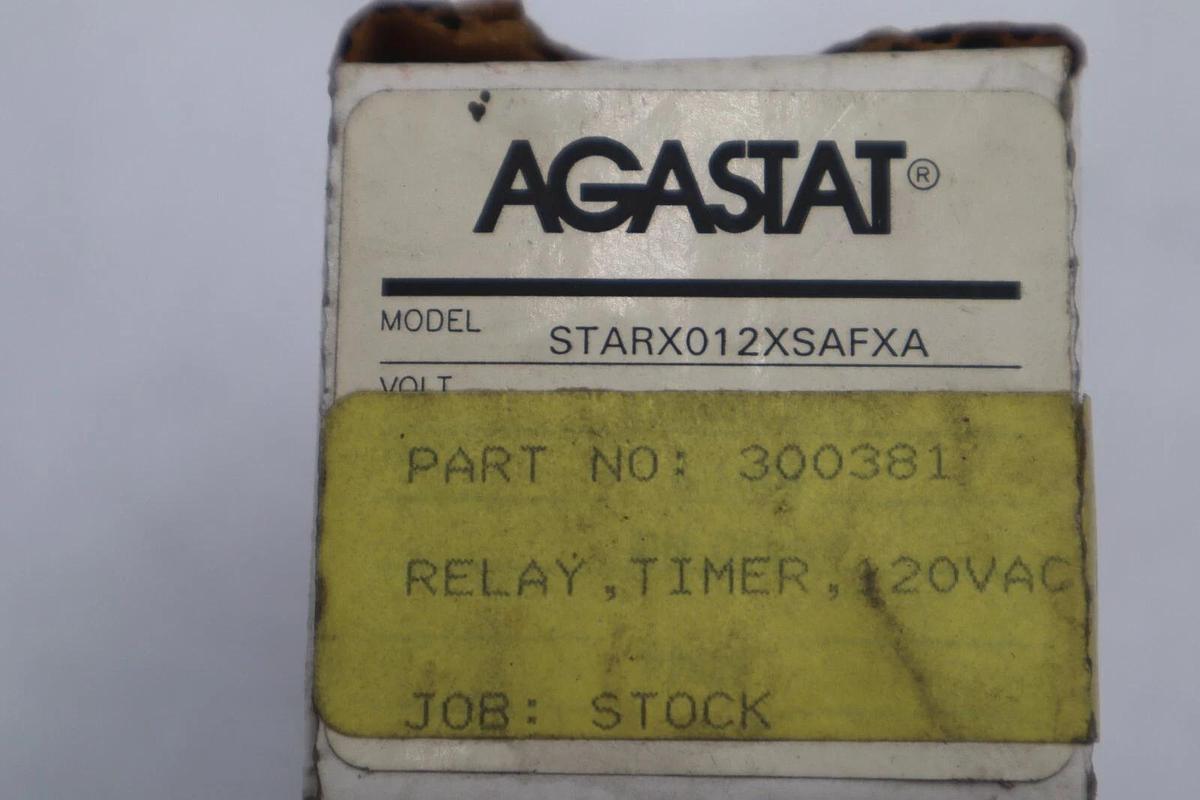 AGASTAT®
MODEL STARX012XSAFXA
VOLT
PART NO: 300381
RELAY,TIMER,120VAC
JOB: STOCK